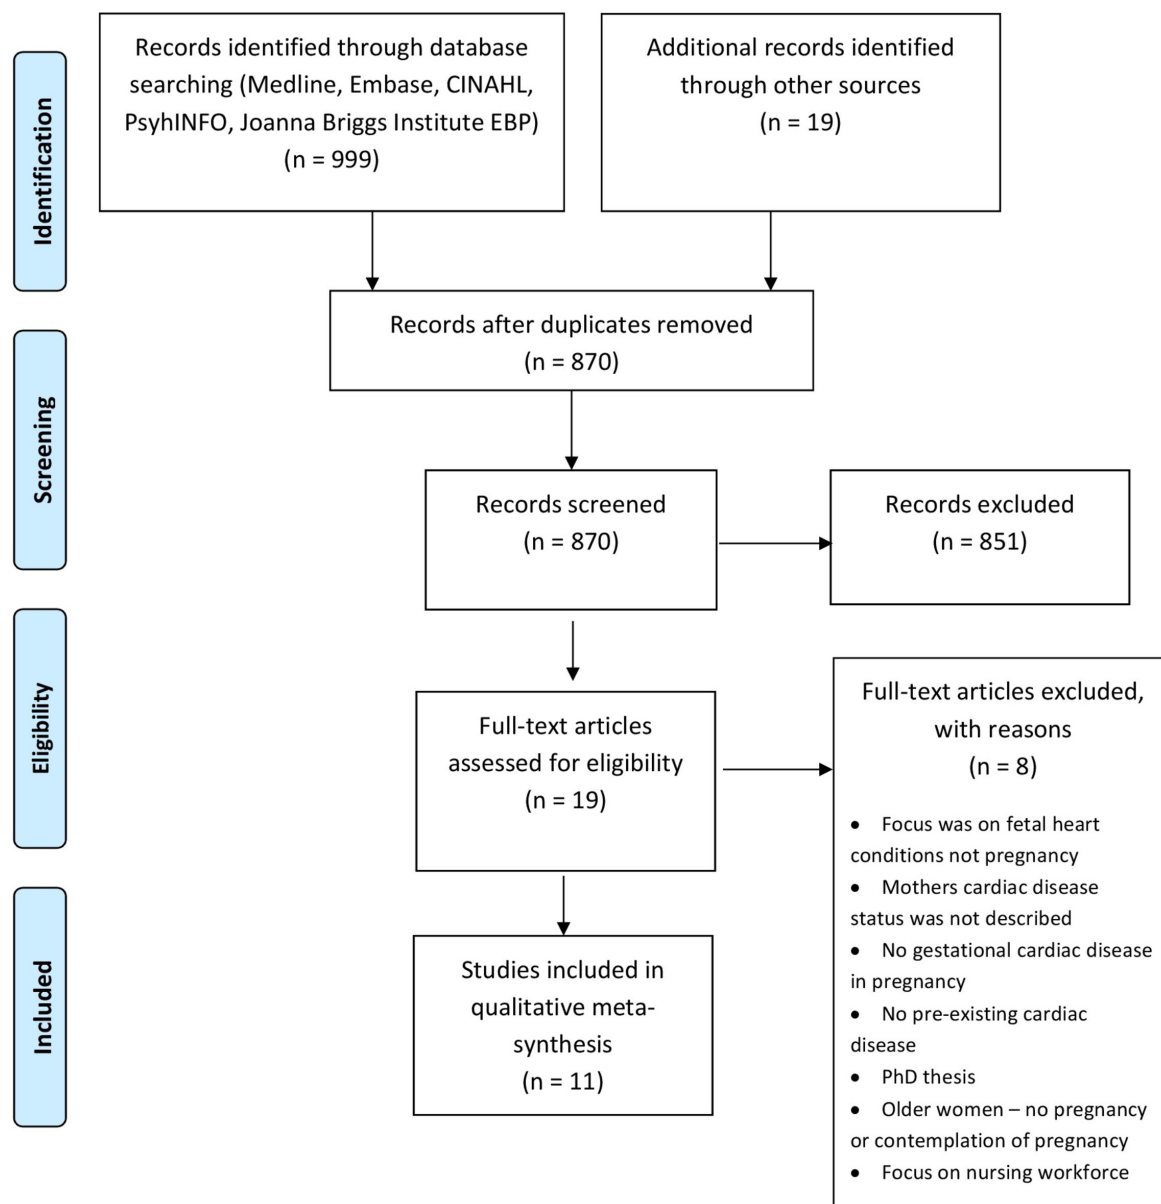 Records identified through database
searching (Medline, Embase, CINAHL,
PsyhINFO, Joanna Briggs Institute EBP)
(n = 999)
Additional records identified
through other sources
(n = 19)
Identification
Records after duplicates removed
(n = 870)
Screening
Records screened
(n = 870)
Records excluded
(n = 851)
Eligibility
Full-text articles
assessed for eligibility
(n = 19)
Full-text articles excluded,
with reasons
(n = 8)
• Focus was on fetal heart
conditions not pregnancy
• Mothers cardiac disease
status was not described
• No gestational cardiac disease
in pregnancy
• No pre-existing cardiac
disease
• PhD thesis
• Older women – no pregnancy
or contemplation of pregnancy
• Focus on nursing workforce
Included
Studies included in
qualitative meta-
synthesis
(n = 11)